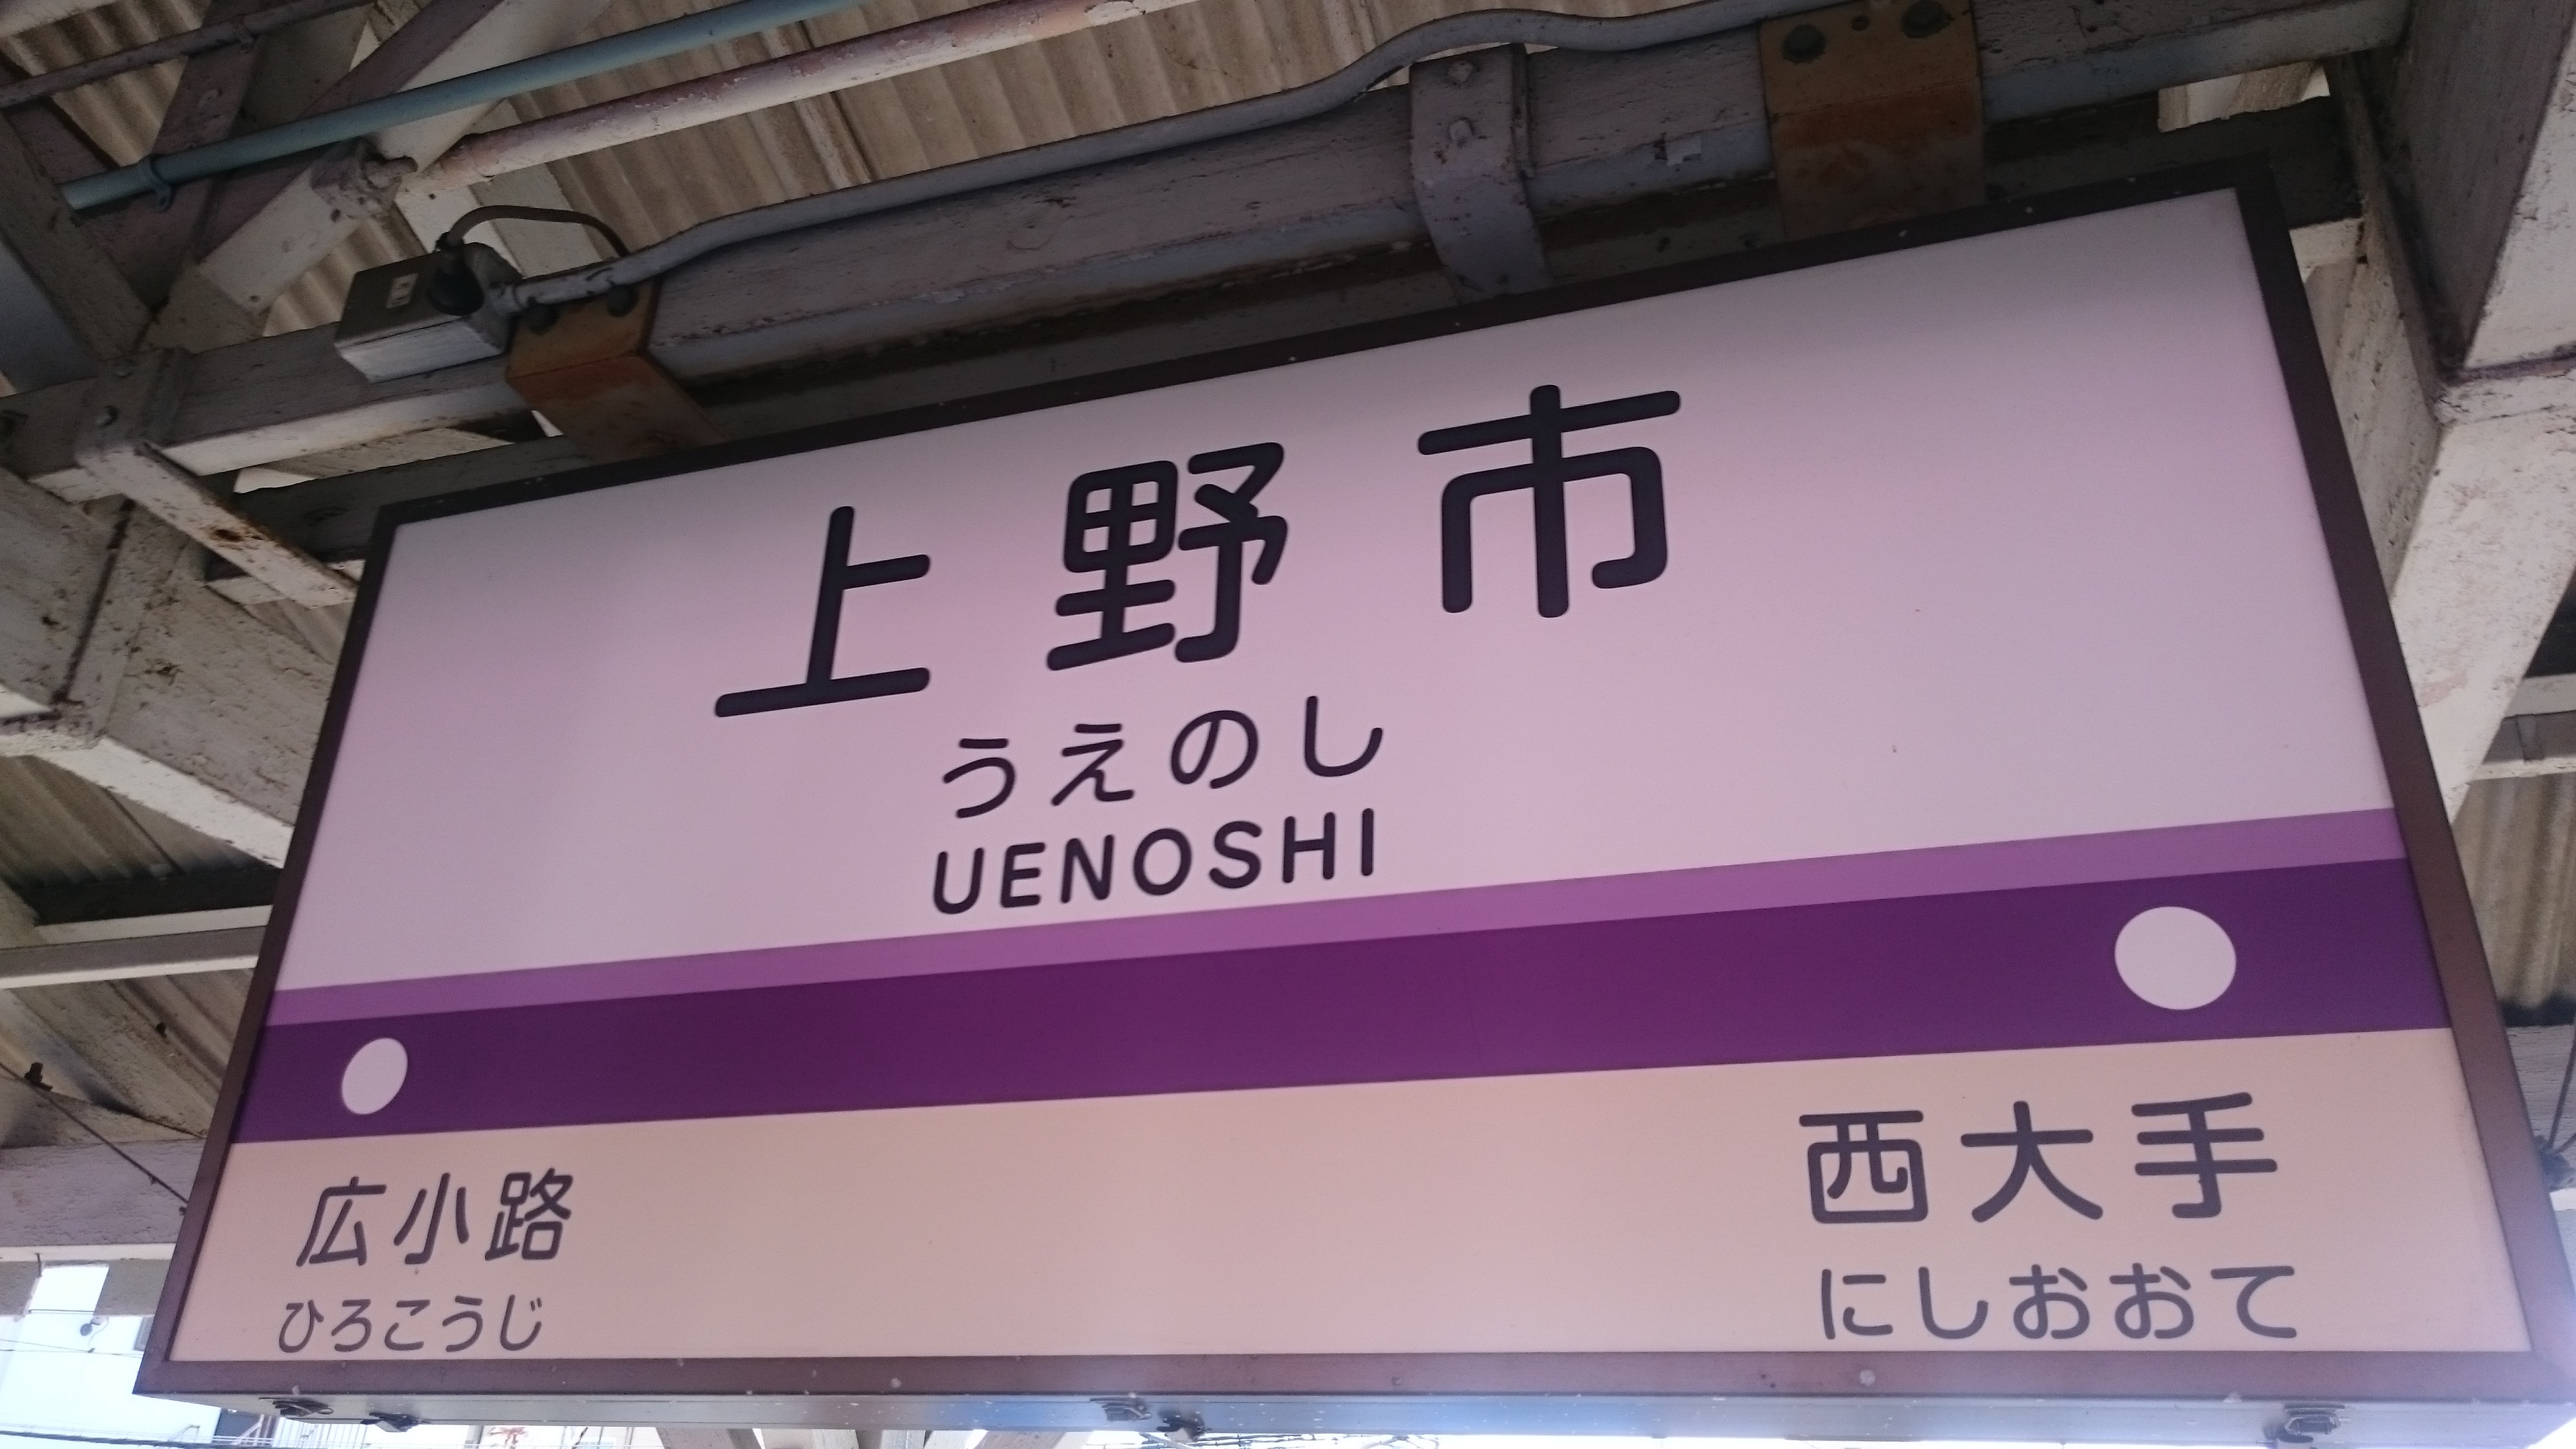 上野市
うえのし
UENOSHI
広小路
ひろこうじ
西大手
にしおおて